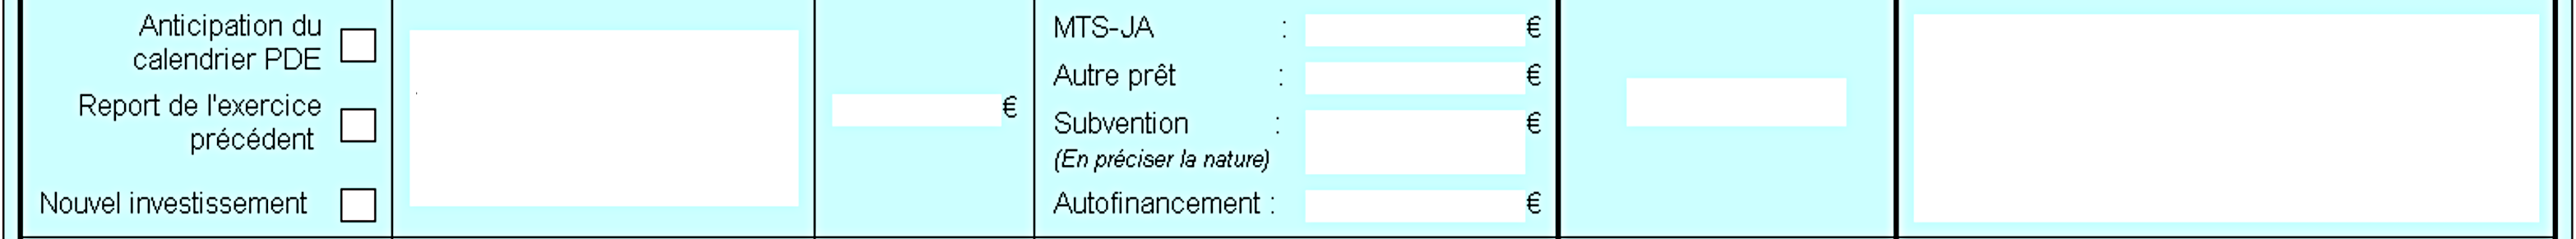 Anticipation du
calendrier PDE
Report de l'exercice
précédent
Nouvel investissement
€
MTS-JA : €
Autre prêt : €
Subvention : €
(En préciser la nature)
Autofinancement : €